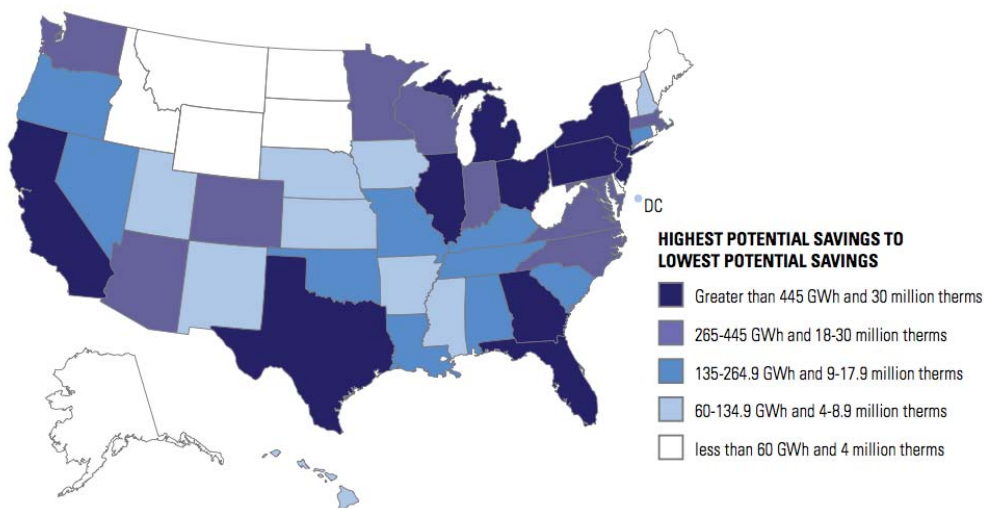 DC
HIGHEST POTENTIAL SAVINGS TO
LOWEST POTENTIAL SAVINGS
Greater than 445 GWh and 30 million therms
265-445 GWh and 18-30 million therms
135-264.9 GWh and 9-17.9 million therms
60-134.9 GWh and 4-8.9 million therms
less than 60 GWh and 4 million therms